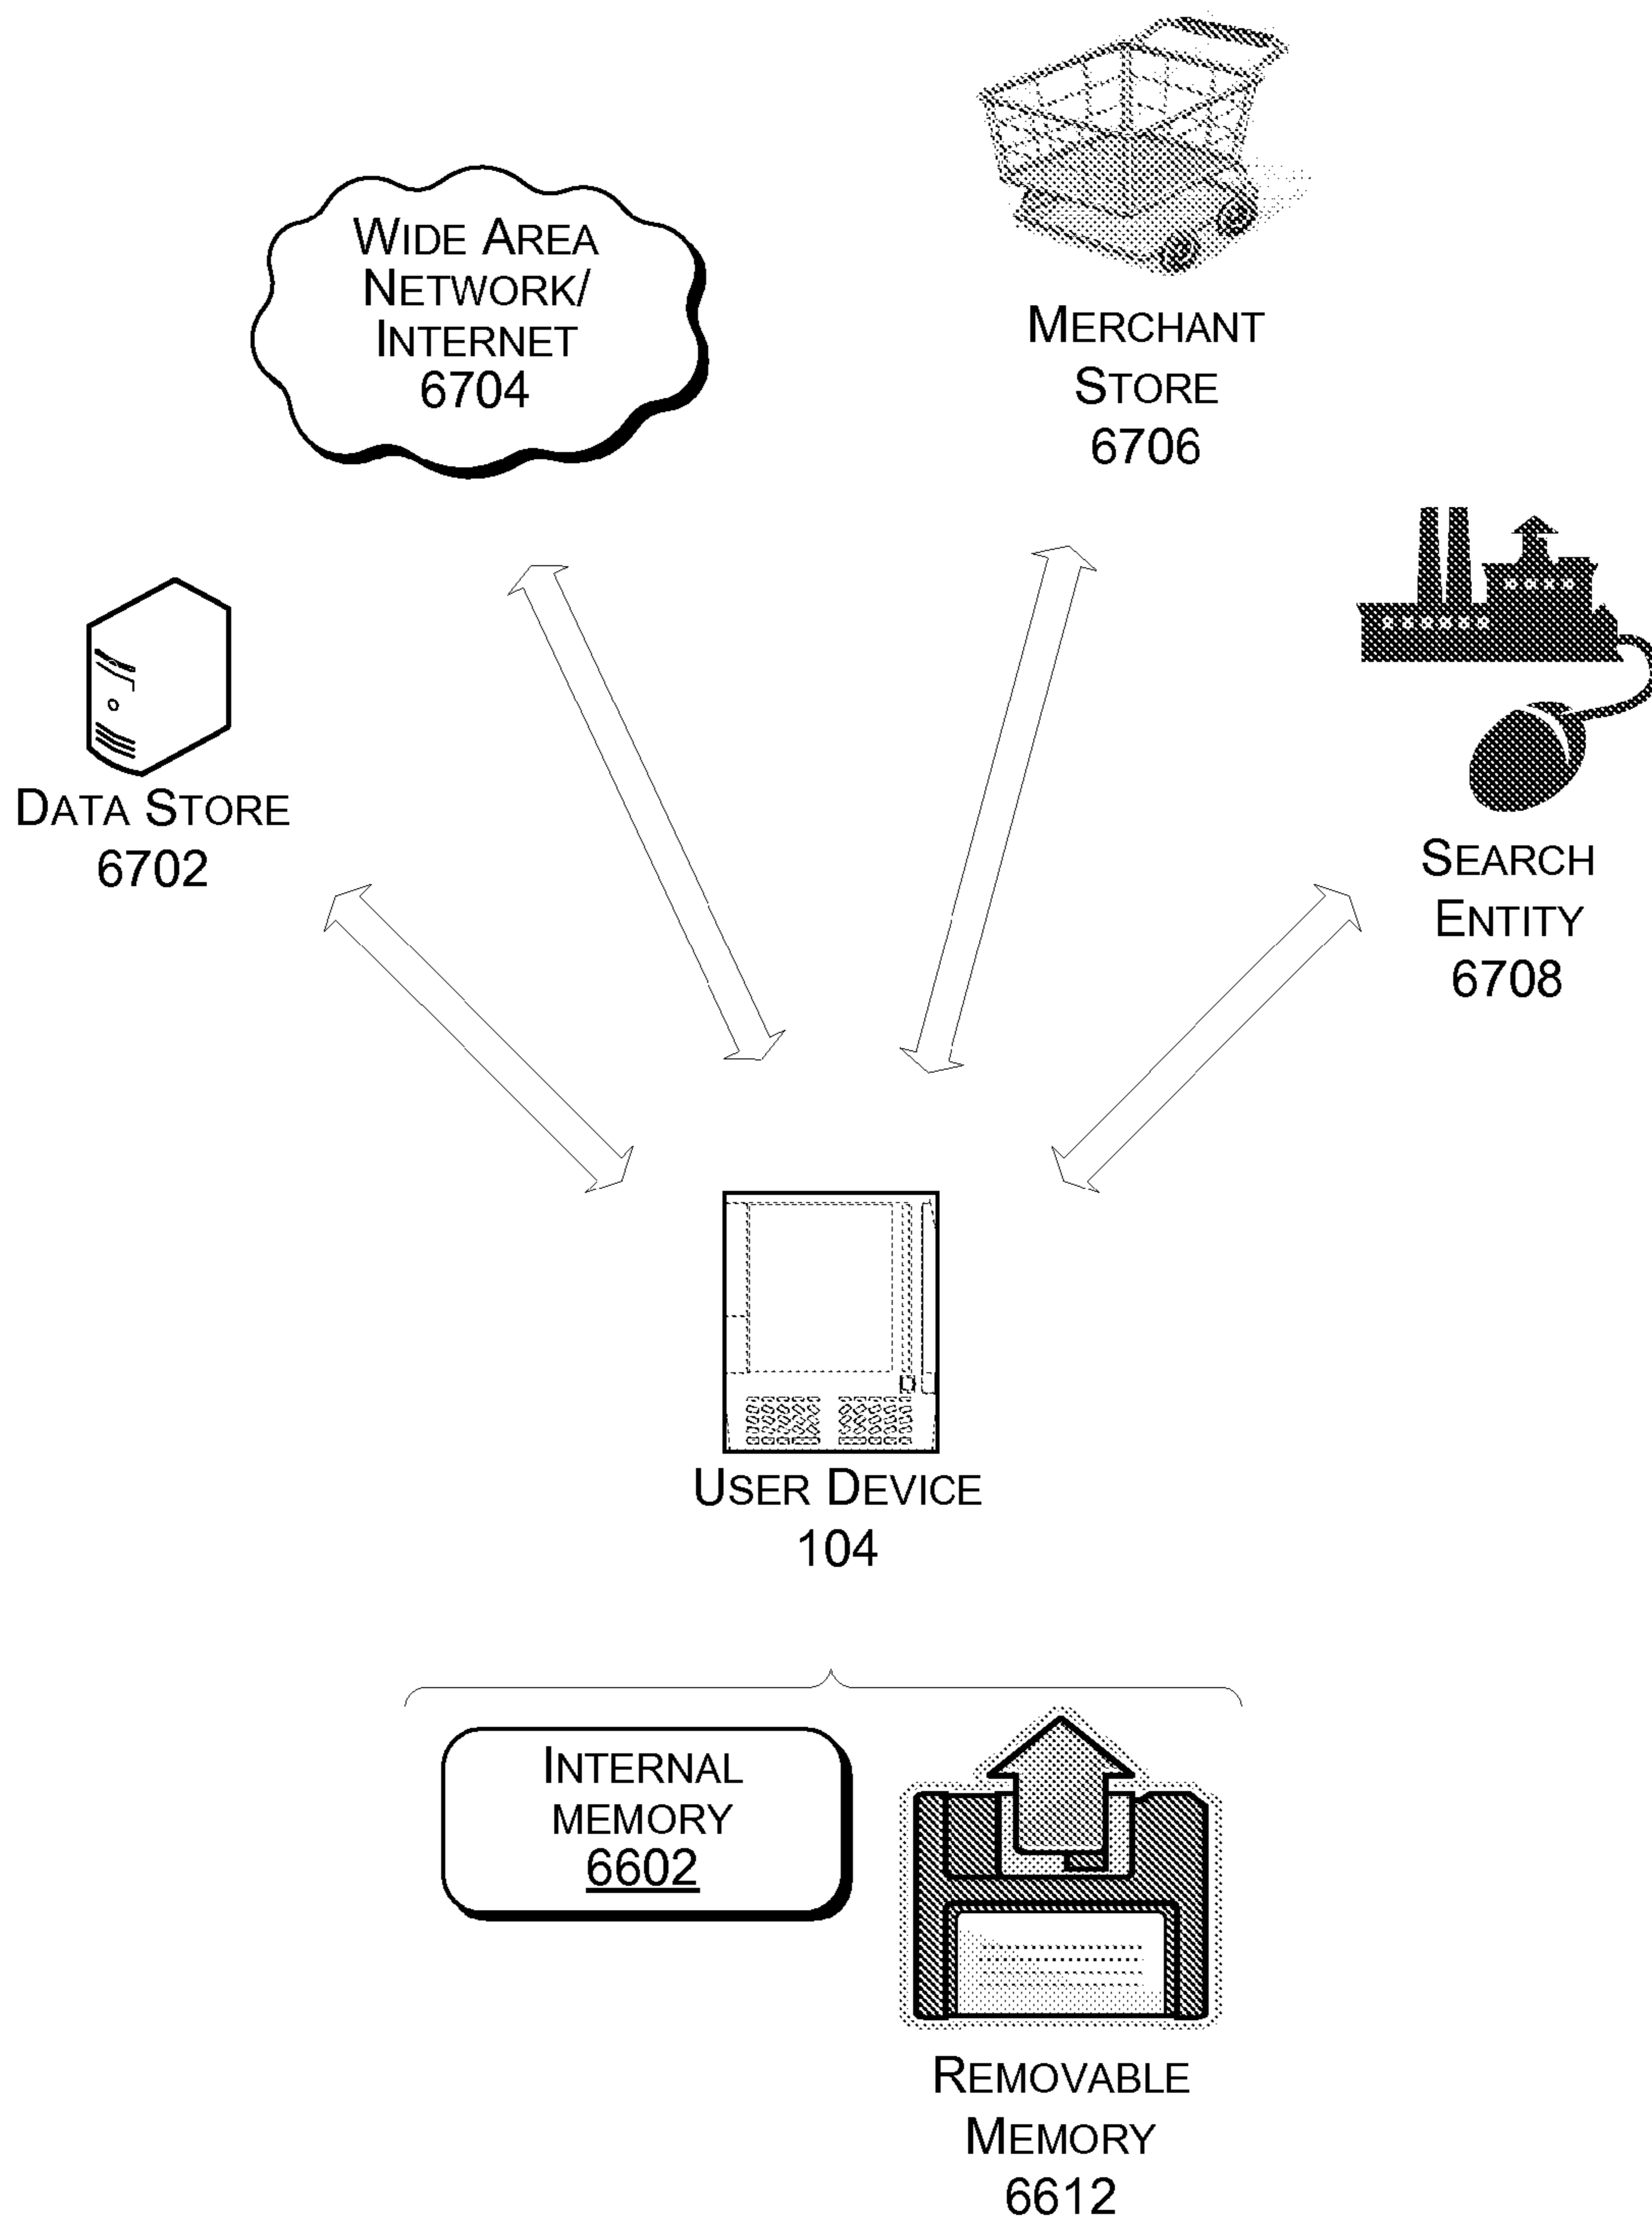 WIDE AREA
NETWORK/
INTERNET
6704
MERCHANT
STORE
6706
DATA STORE
6702
SEARCH
ENTITY
6708
USER DEVICE
104
INTERNAL
MEMORY
6602
REMOVABLE
MEMORY
6612